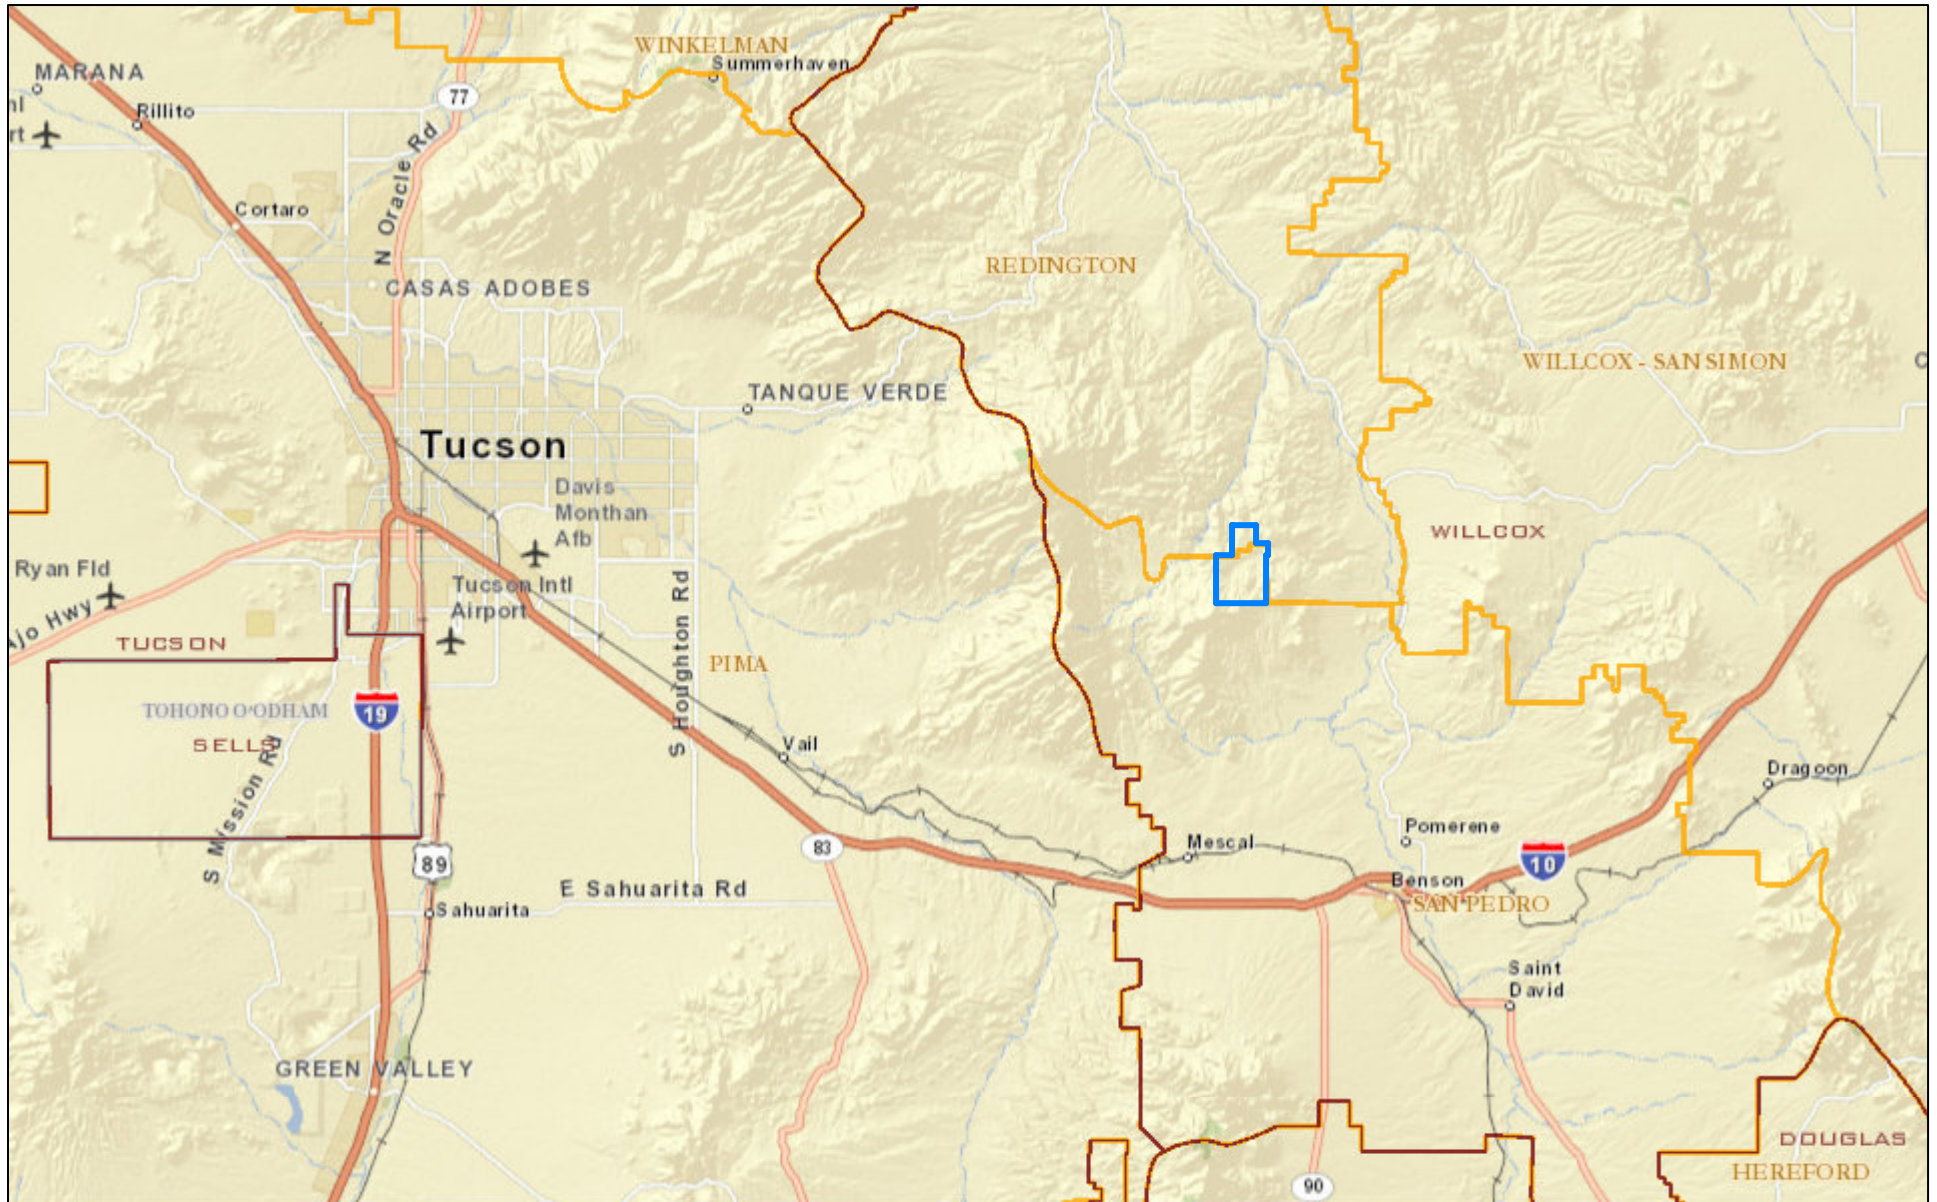 WINKELMAN
Summerhaven
MARANA
77
nl
rt
Rillito
N Oracle Rd
Cortaro
REDINGTON
CASAS ADOBES
WILLCOX - SAN SIMON
C
TANQUE VERDE
Tucson
Davis
Monthan
Afb
WILLCOX
Ryan Fld
Tucson Intl
Airport
Ajo Hwy
TUCSON
PIMA
S Houghton Rd
TOHONO O'ODHAM
19
SELLS
S Mission Rd
Vail
Dragoon
Pomerene
Mescal
83
89
10
Benson
E Sahuarita Rd
SAN PEDRO
Sahuarita
Saint
David
GREEN VALLEY
DOUGLAS
HEREFORD
90